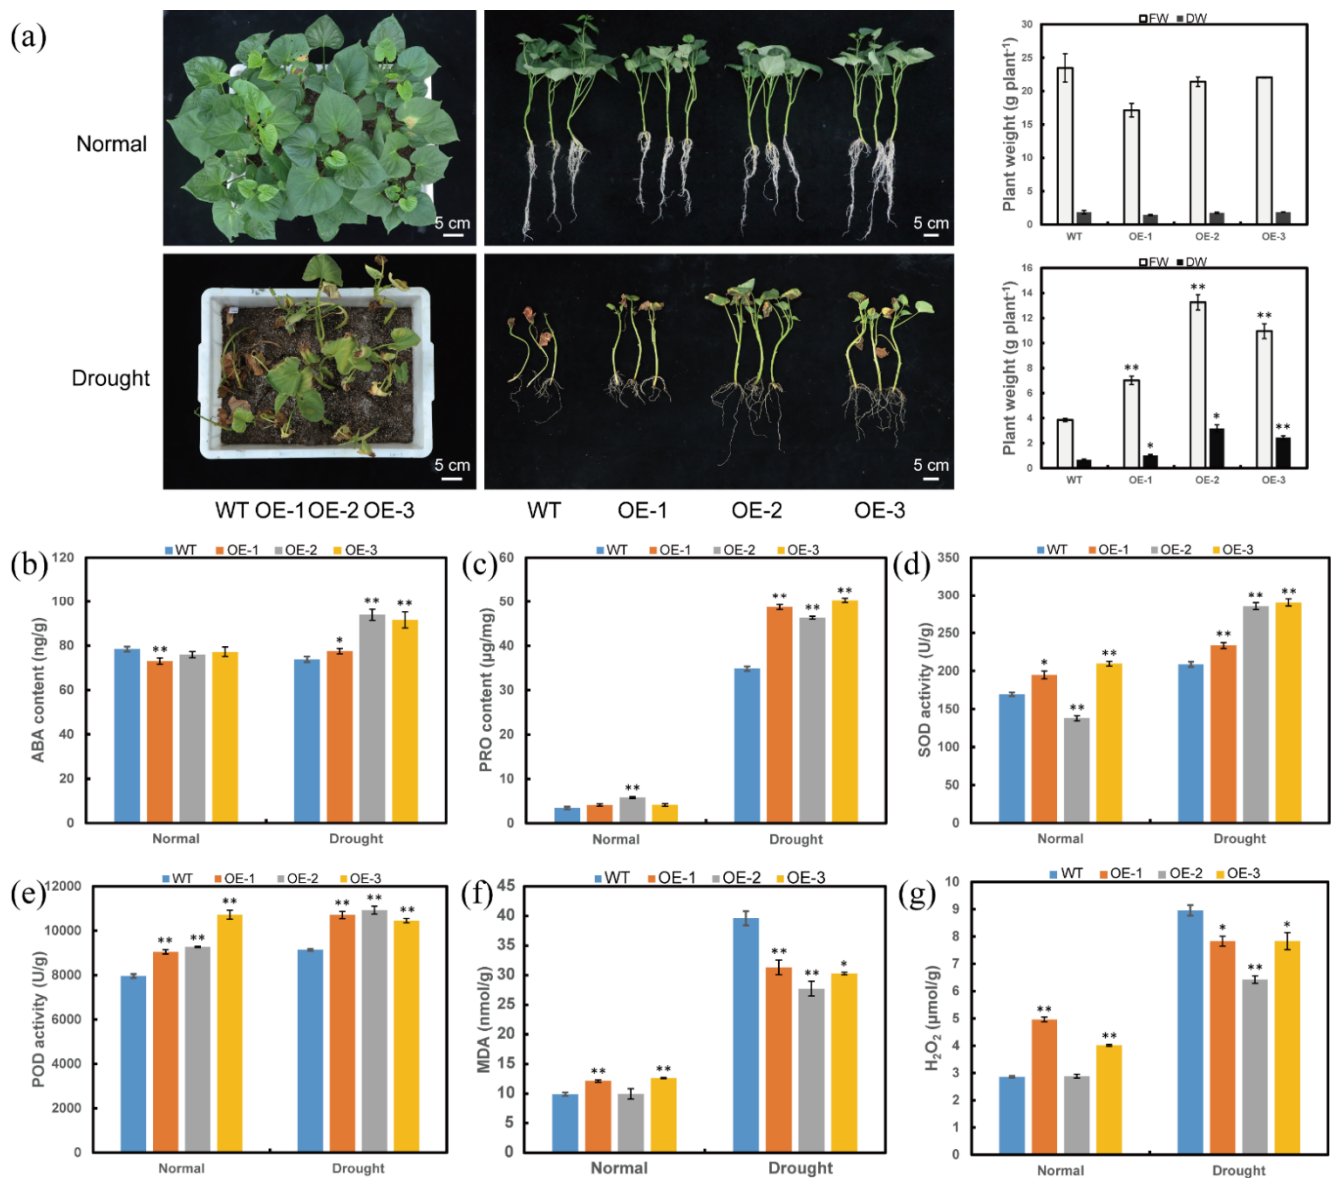 (a)
Normal
5 cm
5 cm
FW DW
Plant weight (g plant⁻¹)
30
25
20
15
10
5
0
WT OE-1 OE-2 OE-3
Drought
5 cm
5 cm
FW DW
Plant weight (g plant⁻¹)
16
14
12
10
8
6
4
2
0
** * ** * ** **
WT OE-1 OE-2 OE-3
WT OE-1 OE-2 OE-3
WT OE-1 OE-2 OE-3
(b)
WT OE-1 OE-2 OE-3
ABA content (ng/g)
120
100
80
60
40
20
0
** * ** **
Normal Drought
(c)
WT OE-1 OE-2 OE-3
PRO content (μg/mg)
60
50
40
30
20
10
0
** ** ** **
Normal Drought
(d)
WT OE-1 OE-2 OE-3
SOD activity (U/g)
350
300
250
200
150
100
50
0
* ** ** ** ** **
Normal Drought
(e)
WT OE-1 OE-2 OE-3
POD activity (U/g)
12000
10000
8000
6000
4000
2000
0
** ** ** ** ** **
Normal Drought
(f)
WT OE-1 OE-2 OE-3
MDA (nmol/g)
45
40
35
30
25
20
15
10
5
0
** ** ** ** *
Normal Drought
(g)
WT OE-1 OE-2 OE-3
H₂O₂ (μmol/g)
10
9
8
7
6
5
4
3
2
1
0
** ** * ** *
Normal Drought